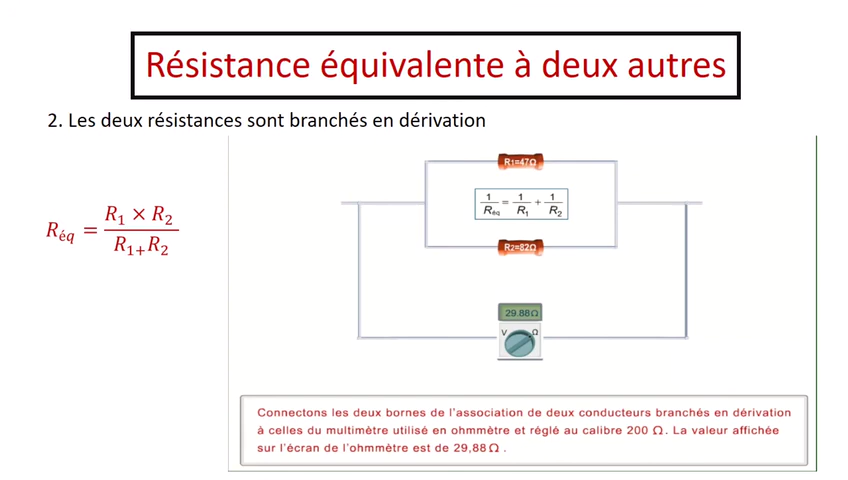 Résistance équivalente à deux autres
2. Les deux résistances sont branchés en dérivation
R₁=47Ω
1/Réq = 1/R₁ + 1/R₂
Réq = (R₁ × R₂)/(R₁₊R₂)
R₂=82Ω
29.88Ω
V Ω
Connectons les deux bornes de l'association de deux conducteurs branchés en dérivation
à celles du multimètre utilisé en ohmmètre et réglé au calibre 200 Ω. La valeur affichée
sur l'écran de l'ohmmètre est de 29,88 Ω .